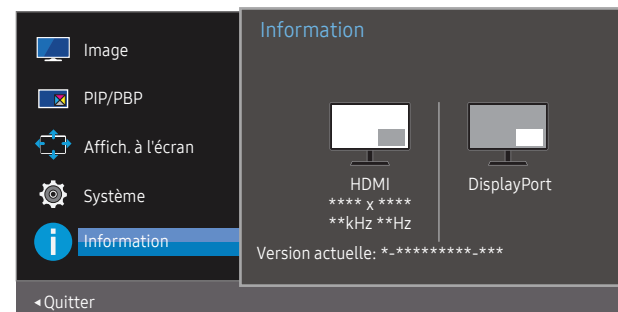 Image
PIP/PBP
Affich. à l'écran
Système
Information
Information
HDMI
**** x ****
**kHz **Hz
DisplayPort
Version actuelle: *-*********-***
◂Quitter